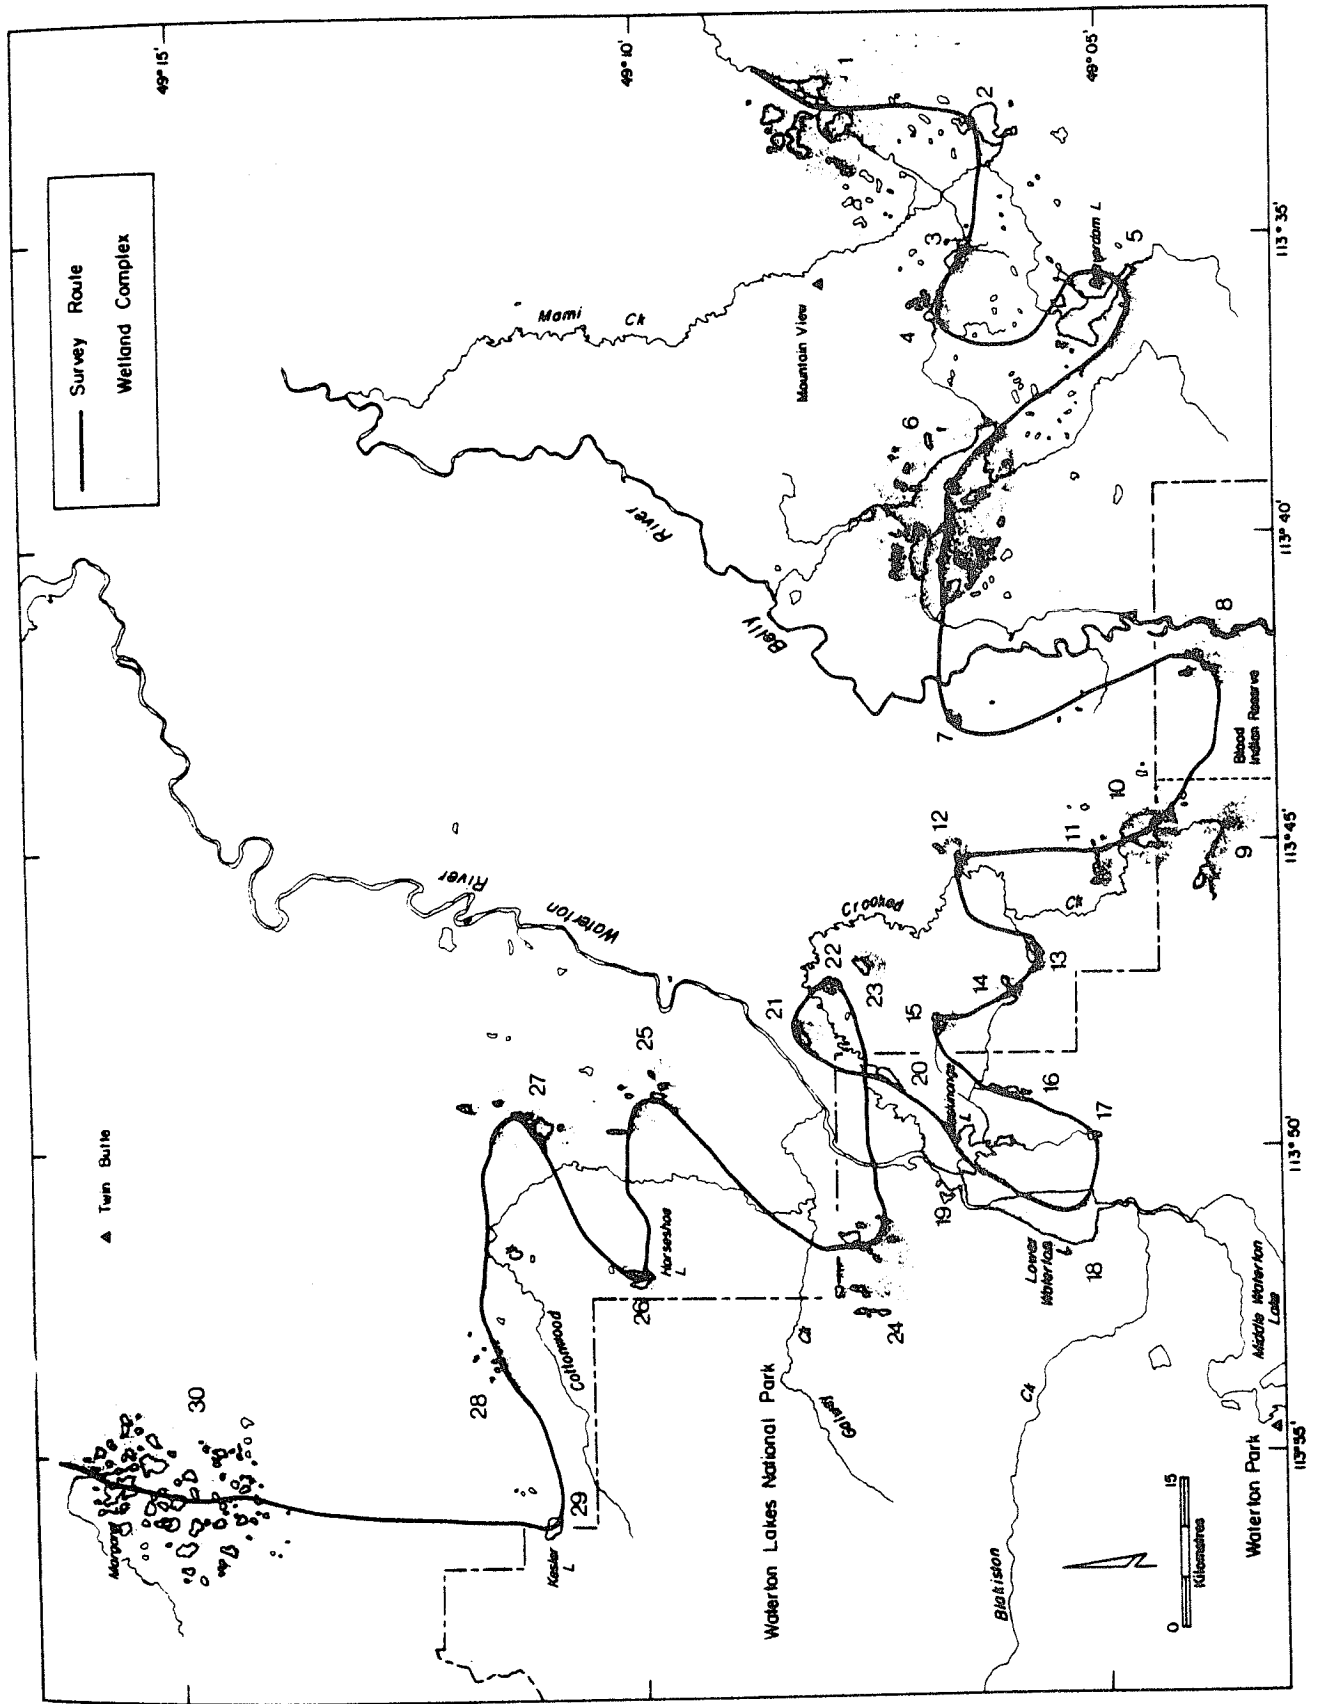 Survey Route
Wetland Complex
49° 15'
49° 10'
49° 05'
113° 35'
113° 40'
113° 45'
113° 50'
113° 55'
1
2
3
4
5
6
7
8
9
10
11
12
13
14
15
16
17
18
19
20
21
22
23
24
25
26
27
28
29
30
Mami
Ck
Mountain View
River
Belly
Blood
Indian Reserve
River
Waterton
Crooked
Ck
L
Lower
Waterton
L
Middle Waterton
Lake
Twin Butte
Horseshoe
L
Cottonwood
Ck
Galwey
Ck
Waterton Lakes National Park
Kesler
L
Blakiston
Ck
Waterton Park
0
15
Kilometres